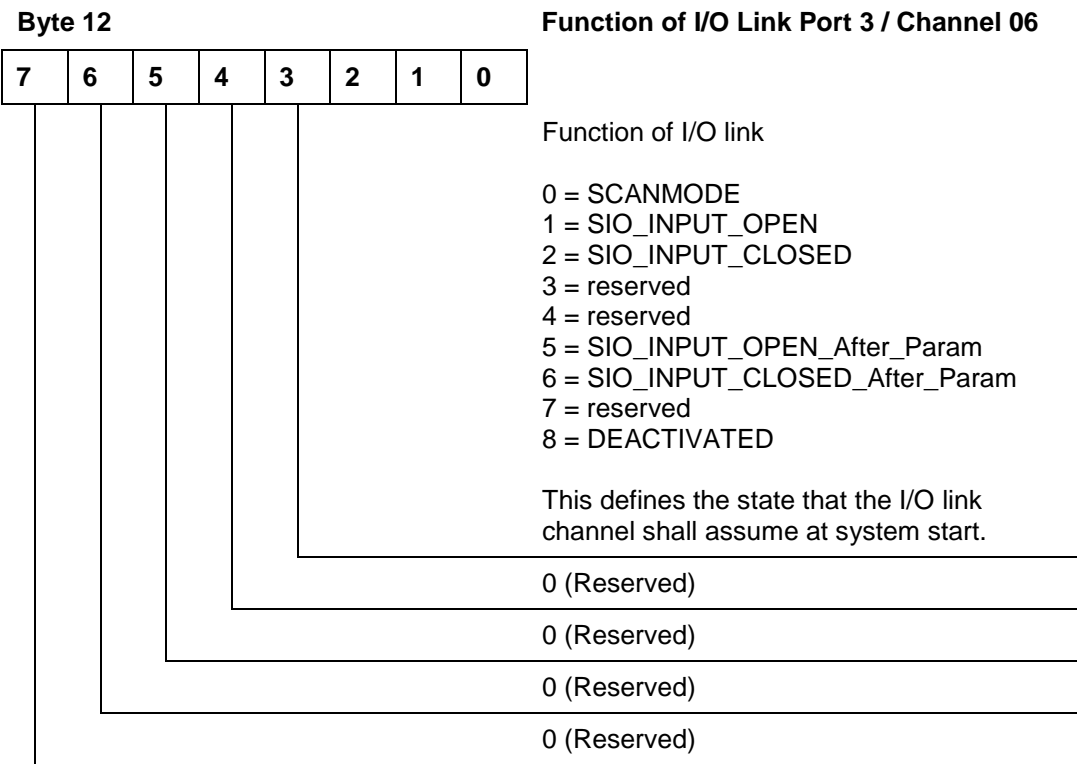 Byte 12
Function of I/O Link Port 3 / Channel 06
7 6 5 4 3 2 1 0
Function of I/O link
0 = SCANMODE
1 = SIO_INPUT_OPEN
2 = SIO_INPUT_CLOSED
3 = reserved
4 = reserved
5 = SIO_INPUT_OPEN_After_Param
6 = SIO_INPUT_CLOSED_After_Param
7 = reserved
8 = DEACTIVATED
This defines the state that the I/O link
channel shall assume at system start.
0 (Reserved)
0 (Reserved)
0 (Reserved)
0 (Reserved)